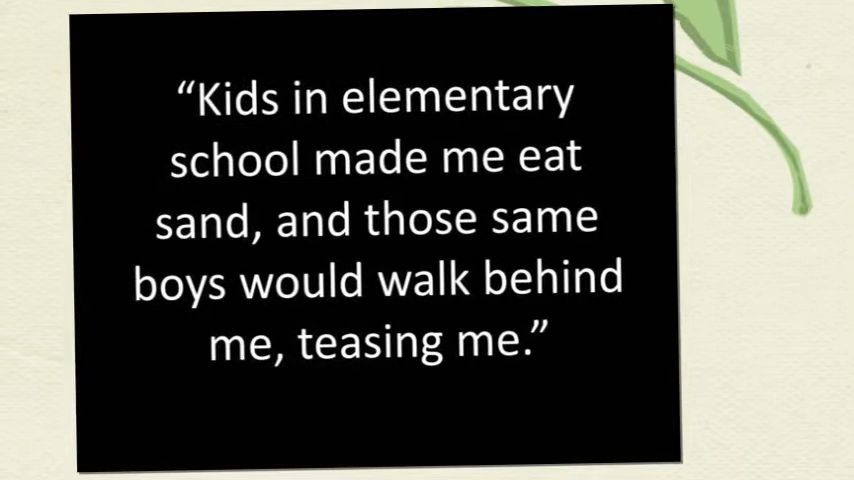 “Kids in elementary
school made me eat
sand, and those same
boys would walk behind
me, teasing me.”